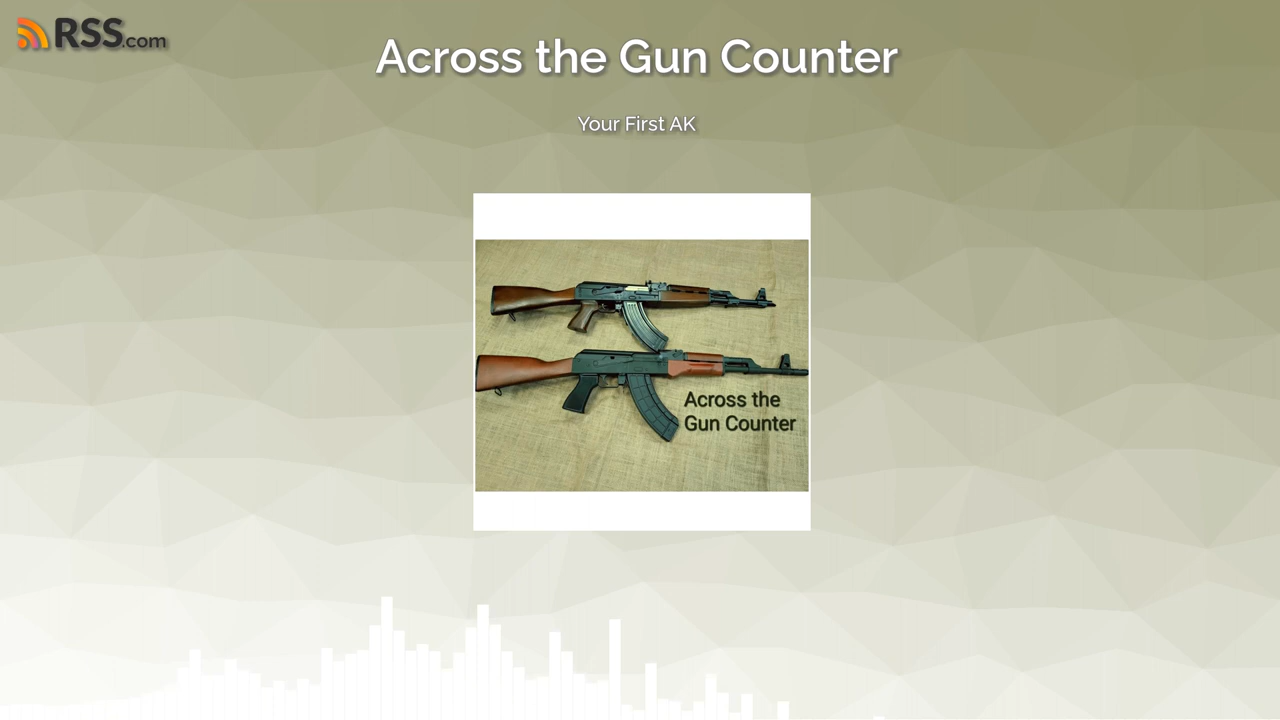 RSS.com
Across the Gun Counter
Your First AK
Across the
Gun Counter